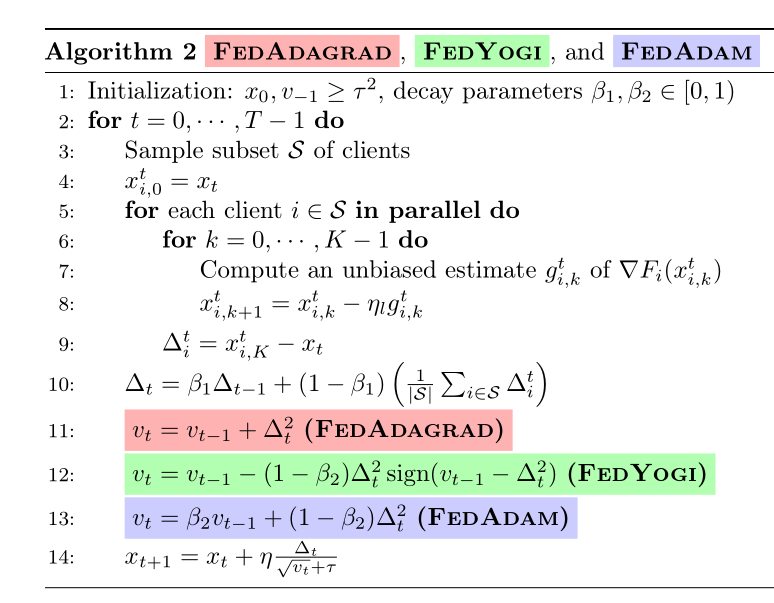 Algorithm 2 FEDADAGRAD, FEDYOGI, and FEDADAM
1: Initialization: $x_0, v_{-1} \geq \tau^2$, decay parameters $\beta_1, \beta_2 \in [0, 1)$
2: for $t = 0, \cdots, T - 1$ do
3: Sample subset $\mathcal{S}$ of clients
4: $x_{i,0}^t = x_t$
5: for each client $i \in \mathcal{S}$ in parallel do
6: for $k = 0, \cdots, K - 1$ do
7: Compute an unbiased estimate $g_{i,k}^t$ of $\nabla F_i(x_{i,k}^t)$
8: $x_{i,k+1}^t = x_{i,k}^t - \eta_l g_{i,k}^t$
9: $\Delta_i^t = x_{i,K}^t - x_t$
10: $\Delta_t = \beta_1 \Delta_{t-1} + (1 - \beta_1) \left( \frac{1}{|\mathcal{S}|} \sum_{i \in \mathcal{S}} \Delta_i^t \right)$
11: $v_t = v_{t-1} + \Delta_t^2$ (FEDADAGRAD)
12: $v_t = v_{t-1} - (1 - \beta_2) \Delta_t^2 \, \text{sign}(v_{t-1} - \Delta_t^2)$ (FEDYOGI)
13: $v_t = \beta_2 v_{t-1} + (1 - \beta_2) \Delta_t^2$ (FEDADAM)
14: $x_{t+1} = x_t + \eta \frac{\Delta_t}{\sqrt{v_t} + \tau}$